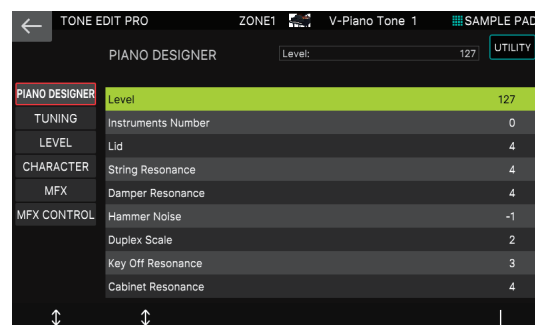 TONE EDIT PRO ZONE1 V-Piano Tone 1 SAMPLE PAD
PIANO DESIGNER Level: 127 UTILITY
PIANO DESIGNER
TUNING
LEVEL
CHARACTER
MFX
MFX CONTROL
Level 127
Instruments Number 0
Lid 4
String Resonance 4
Damper Resonance 4
Hammer Noise -1
Duplex Scale 2
Key Off Resonance 3
Cabinet Resonance 4